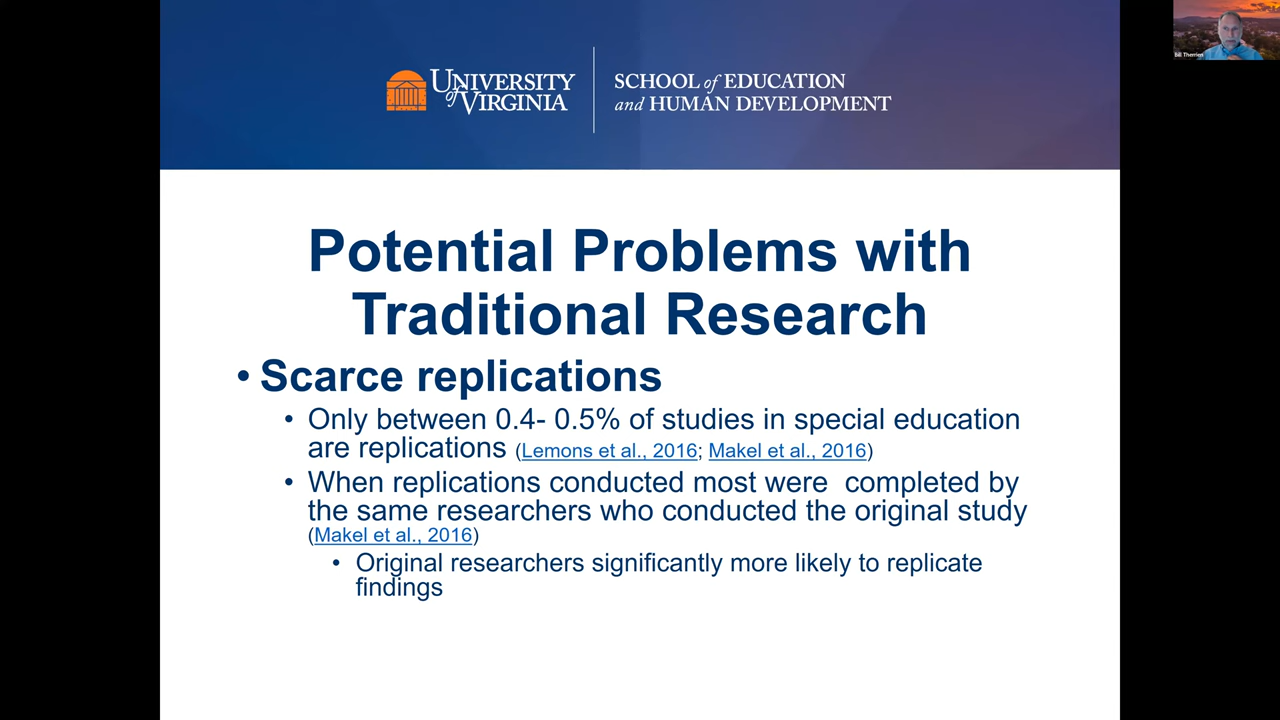 UNIVERSITY of VIRGINIA
SCHOOL of EDUCATION
and HUMAN DEVELOPMENT
Bill Therrien
Potential Problems with
Traditional Research
• Scarce replications
• Only between 0.4- 0.5% of studies in special education
are replications (Lemons et al., 2016; Makel et al., 2016)
• When replications conducted most were  completed by
the same researchers who conducted the original study
(Makel et al., 2016)
• Original researchers significantly more likely to replicate
findings